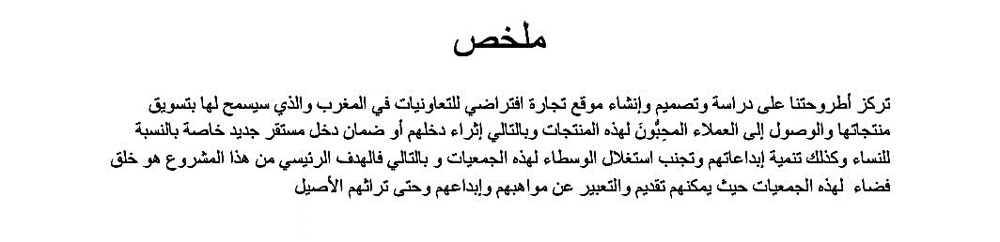 ملخص
تركز أطروحتنا على دراسة وتصميم وإنشاء موقع تجارة افتراضي للتعاونيات في المغرب والذي سيسمح لها بتسويق
منتجاتها والوصول إلى العملاء المحِبُّونَ لهذه المنتجات وبالتالي إثراء دخلهم أو ضمان دخل مستقر جديد خاصة بالنسبة
للنساء وكذلك تنمية إبداعاتهم وتجنب استغلال الوسطاء لهذه الجمعيات و بالتالي فالهدف الرئيسي من هذا المشروع هو خلق
فضاء لهذه الجمعيات حيث يمكنهم تقديم والتعبير عن مواهبهم وإبداعهم وحتى تراثهم الأصيل